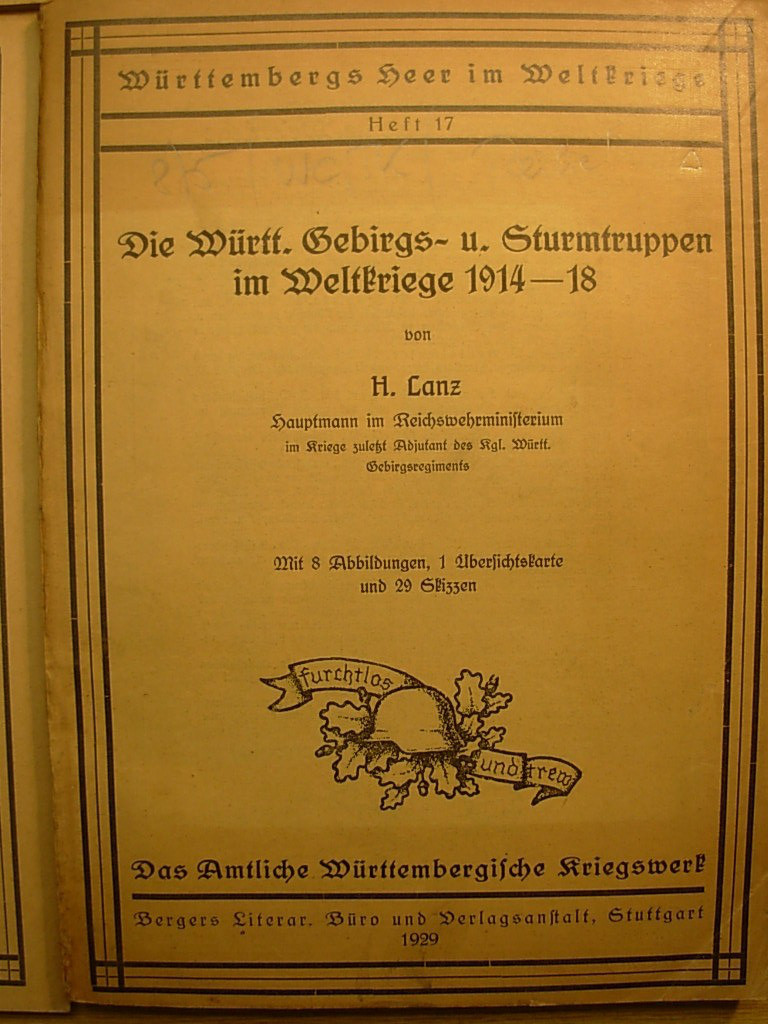 Württembergs Heer im Weltkriege
Heft 17
Die Württ. Gebirgs- u. Sturmtruppen
im Weltkriege 1914—18
von
H. Lanz
Hauptmann im Reichswehrministerium
im Kriege zuletzt Adjutant des Kgl. Württ.
Gebirgsregiments
Mit 8 Abbildungen, 1 Übersichtskarte
und 29 Skizzen
furchtlos
und trew
Das Amtliche Württembergische Kriegswerk
Bergers Literar. Büro und Verlagsanstalt, Stuttgart
1929